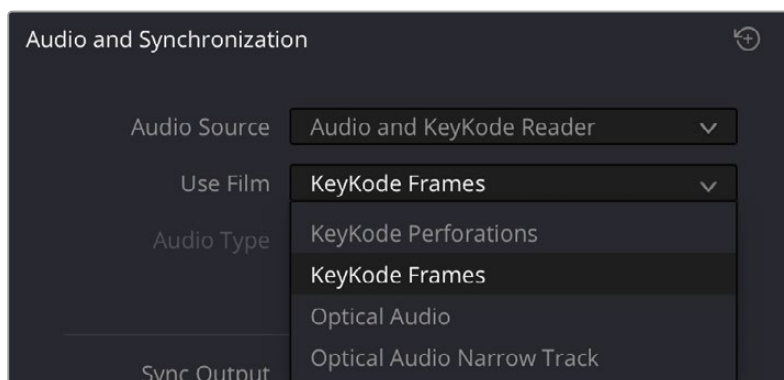 Audio and Synchronization
Audio Source Audio and KeyKode Reader
Use Film KeyKode Frames
Audio Type KeyKode Perforations
KeyKode Frames
Optical Audio
Optical Audio Narrow Track
Sync Output